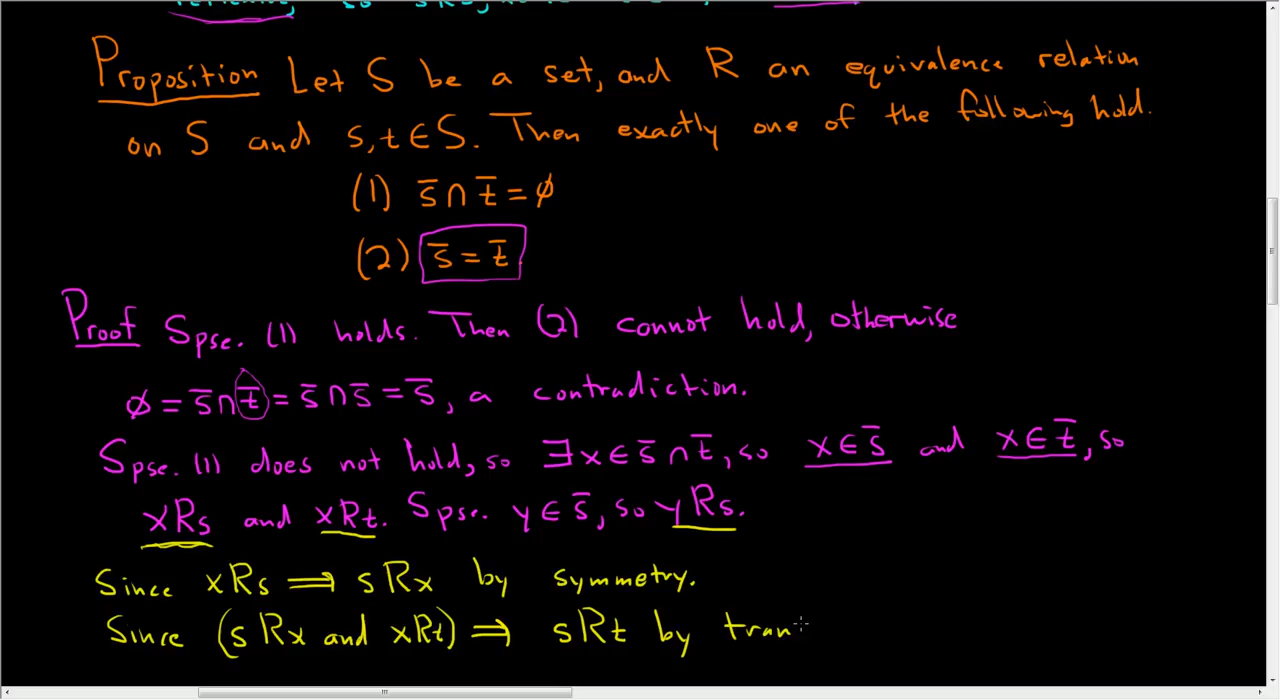 Proposition Let S be a set, and R an equivalence relation
on S and s,t ∈ S. Then exactly one of the following hold.
(1) s̄ ∩ t̄ = ∅
(2) s̄ = t̄
Proof Spse. (1) holds. Then (2) cannot hold, otherwise
∅ = s̄ ∩ t̄ = s̄ ∩ s̄ = s̄, a contradiction.
Spse. (1) does not hold, so ∃x ∈ s̄ ∩ t̄, so x ∈ s̄ and x ∈ t̄, so
xRs and xRt. Spse. y ∈ s̄, so yRs.
Since xRs ⟹ sRx by symmetry.
Since (sRx and xRt) ⟹ sRt by tran